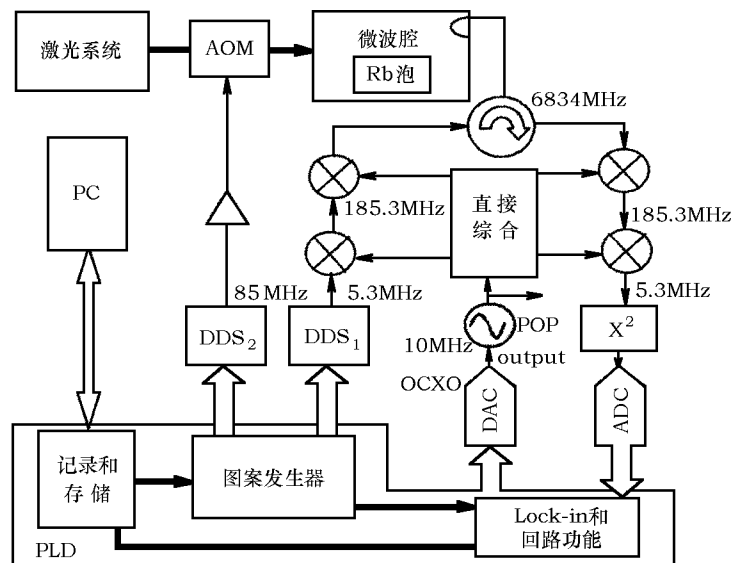 激光系统
AOM
微波腔
Rb泡
6834MHz
PC
185.3MHz
直接
综合
185.3MHz
85MHz
5.3MHz
5.3MHz
DDS2
DDS1
10MHz
POP
output
X²
OCXO
DAC
ADC
记录和
存储
图案发生器
Lock-in和
回路功能
PLD